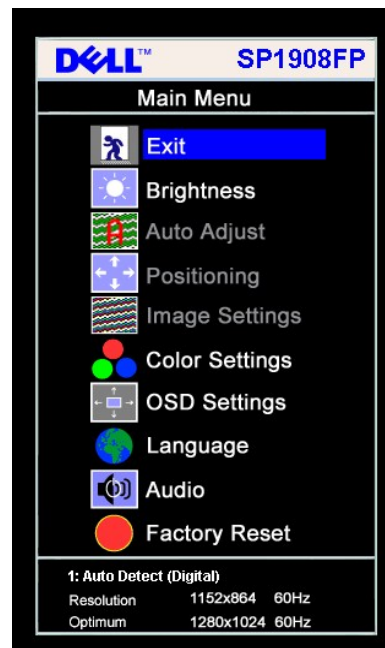 DELL™ SP1908FP
Main Menu
Exit
Brightness
Auto Adjust
Positioning
Image Settings
Color Settings
OSD Settings
Language
Audio
Factory Reset
1: Auto Detect (Digital)
Resolution 1152x864 60Hz
Optimum 1280x1024 60Hz